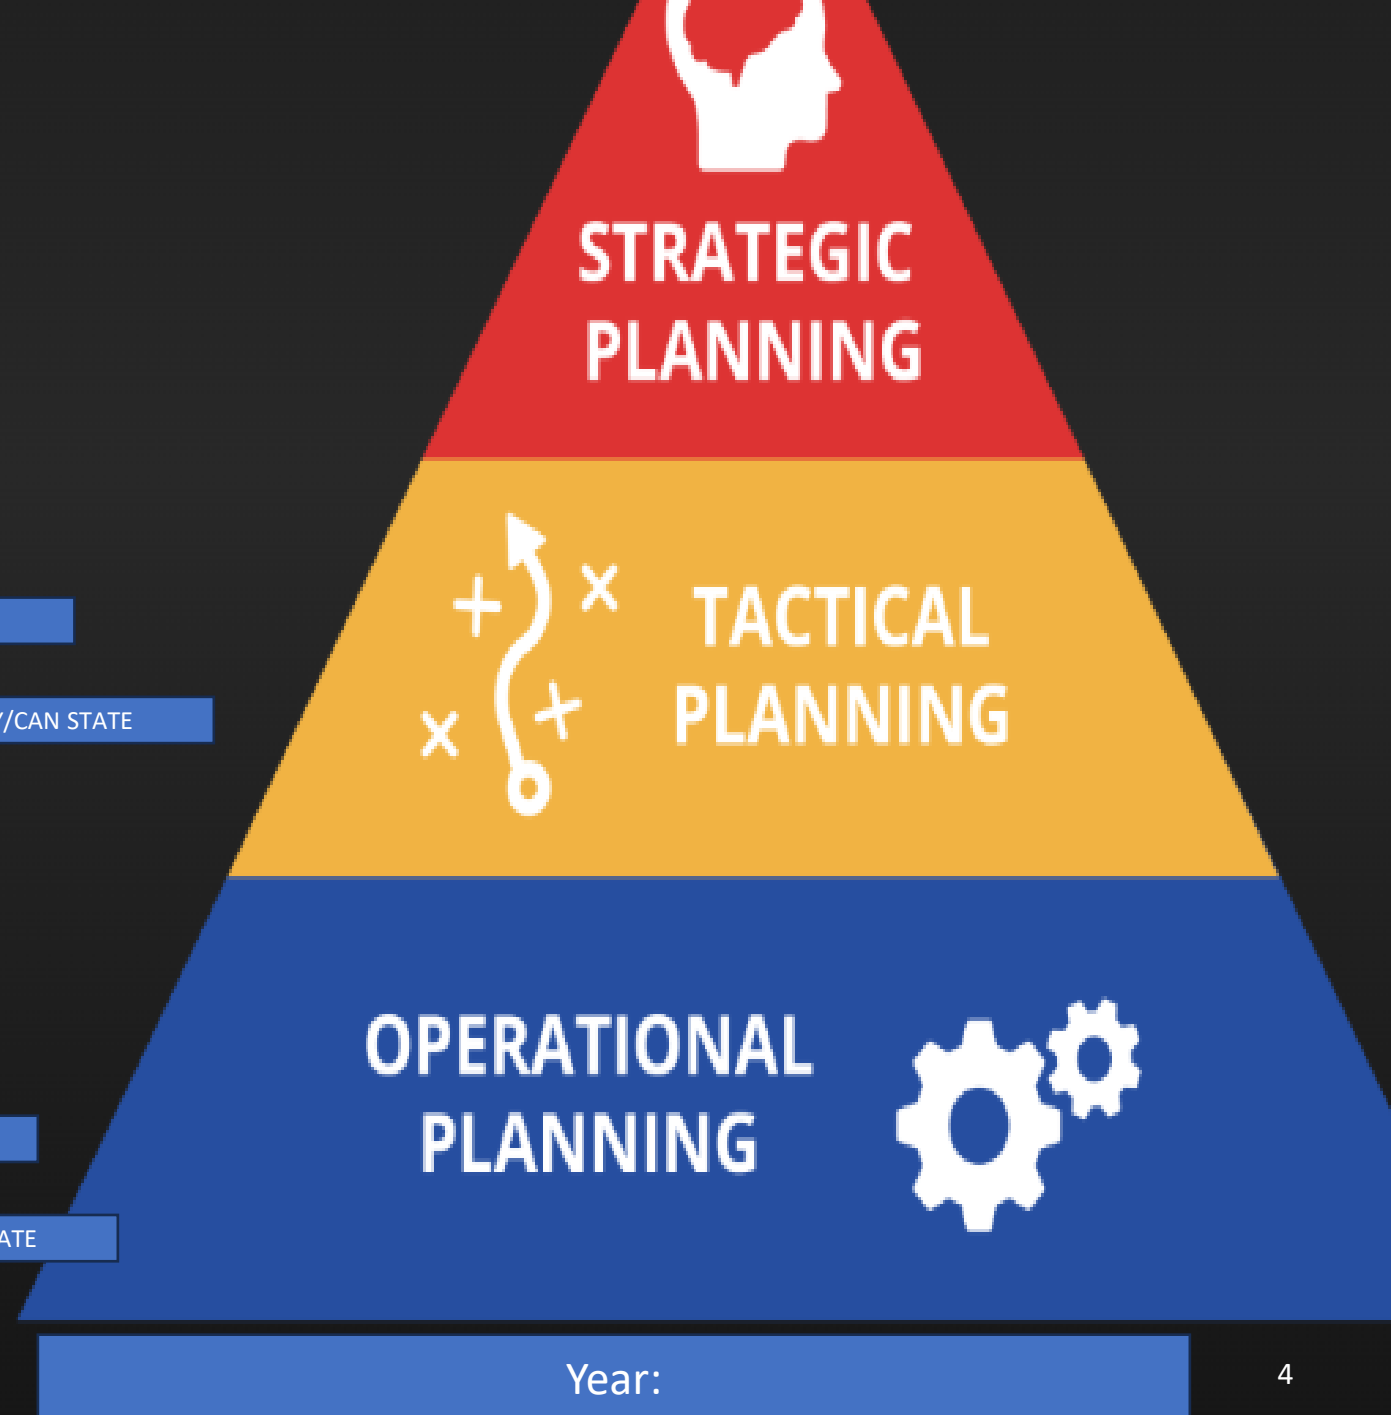 STRATEGIC
PLANNING
TACTICAL
PLANNING
Y/CAN STATE
OPERATIONAL
PLANNING
ATE
Year:
4